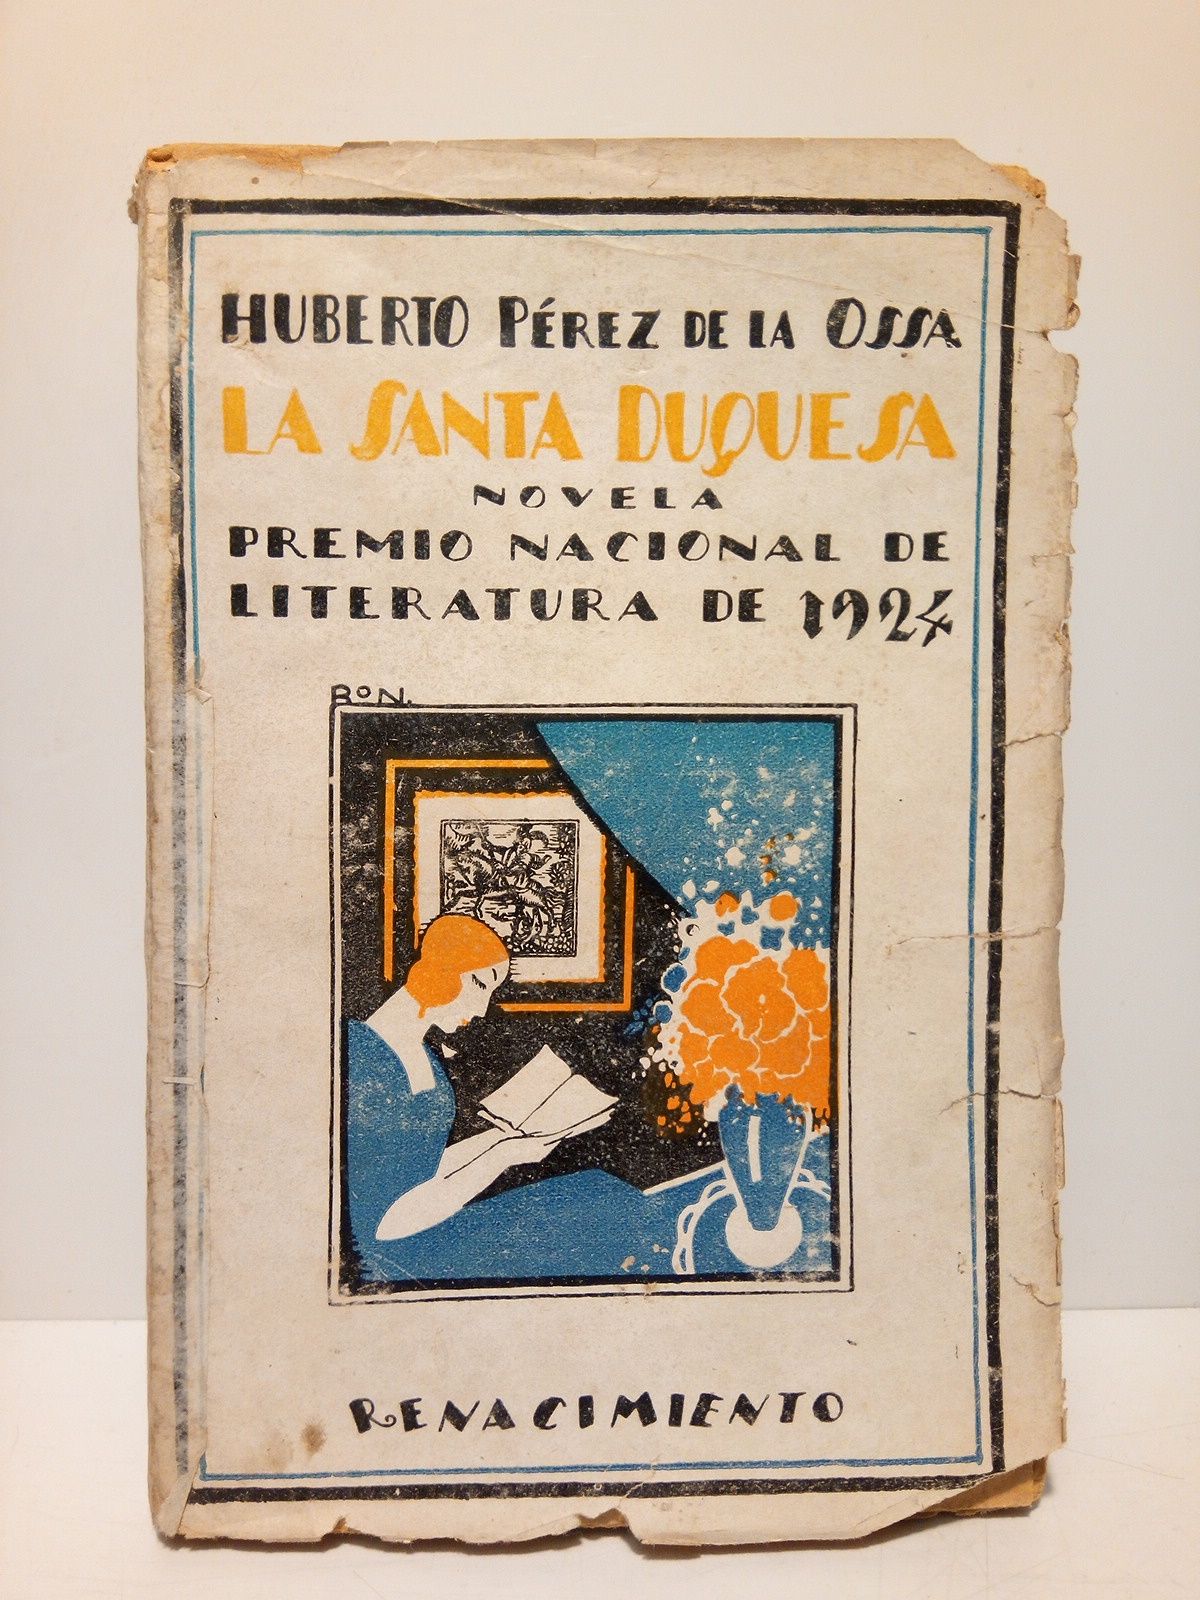 HUBERTO PÉREZ DE LA OSSA
LA SANTA DUQUESA
NOVELA
PREMIO NACIONAL DE
LITERATURA DE 1924
BON.
RENACIMIENTO